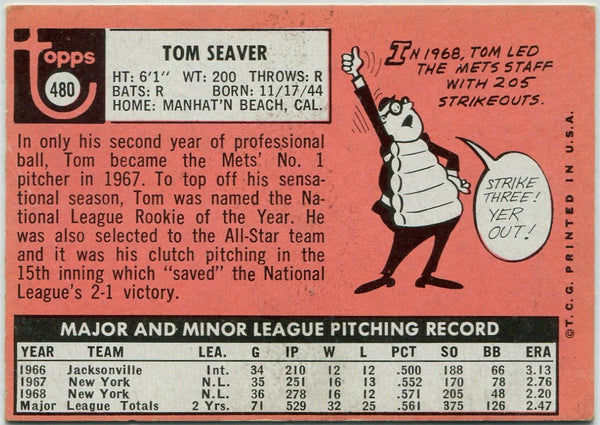 topps
480
TOM SEAVER
HT: 6'1" WT: 200 THROWS: R
BATS: R BORN: 11/17/44
HOME: MANHAT'N BEACH, CAL.
In only his second year of professional
ball, Tom became the Mets' No. 1
pitcher in 1967. To top off his sensa-
tional season, Tom was named the Na-
tional League Rookie of the Year. He
was also selected to the All-Star team
and it was his clutch pitching in the
15th inning which "saved" the National
League's 2-1 victory.
IN 1968, TOM LED
THE METS STAFF
WITH 205
STRIKEOUTS.
STRIKE
THREE!
YER
OUT!
©T.C.G. PRINTED IN U.S.A.
MAJOR AND MINOR LEAGUE PITCHING RECORD
YEAR TEAM LEA. G IP W L PCT SO BB ERA
1966 Jacksonville Int. 34 210 12 12 .500 188 66 3.13
1967 New York N.L. 35 251 16 13 .552 170 78 2.76
1968 New York N.L. 36 278 16 12 .571 205 48 2.20
Major League Totals 2 Yrs. 71 529 32 25 .561 375 126 2.47